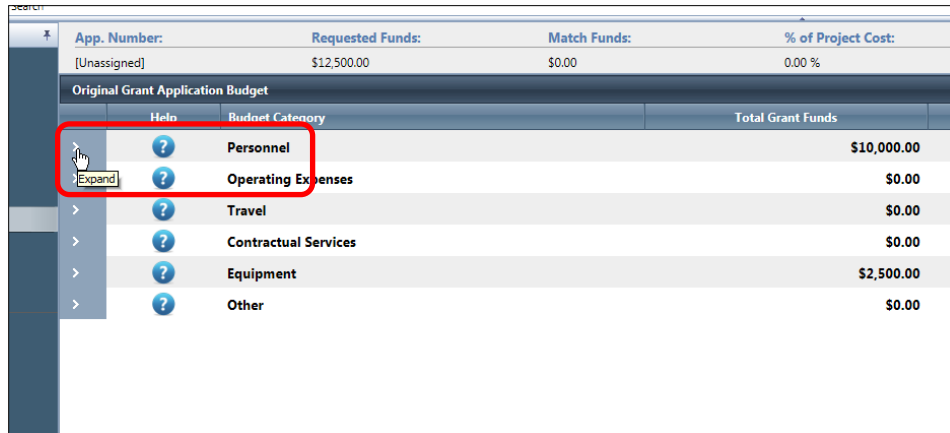 Search
App. Number: Requested Funds: Match Funds: % of Project Cost:
[Unassigned] $12,500.00 $0.00 0.00 %
Original Grant Application Budget
Help Budget Category Total Grant Funds
? Personnel $10,000.00
Expand ? Operating Expenses $0.00
? Travel $0.00
? Contractual Services $0.00
? Equipment $2,500.00
? Other $0.00